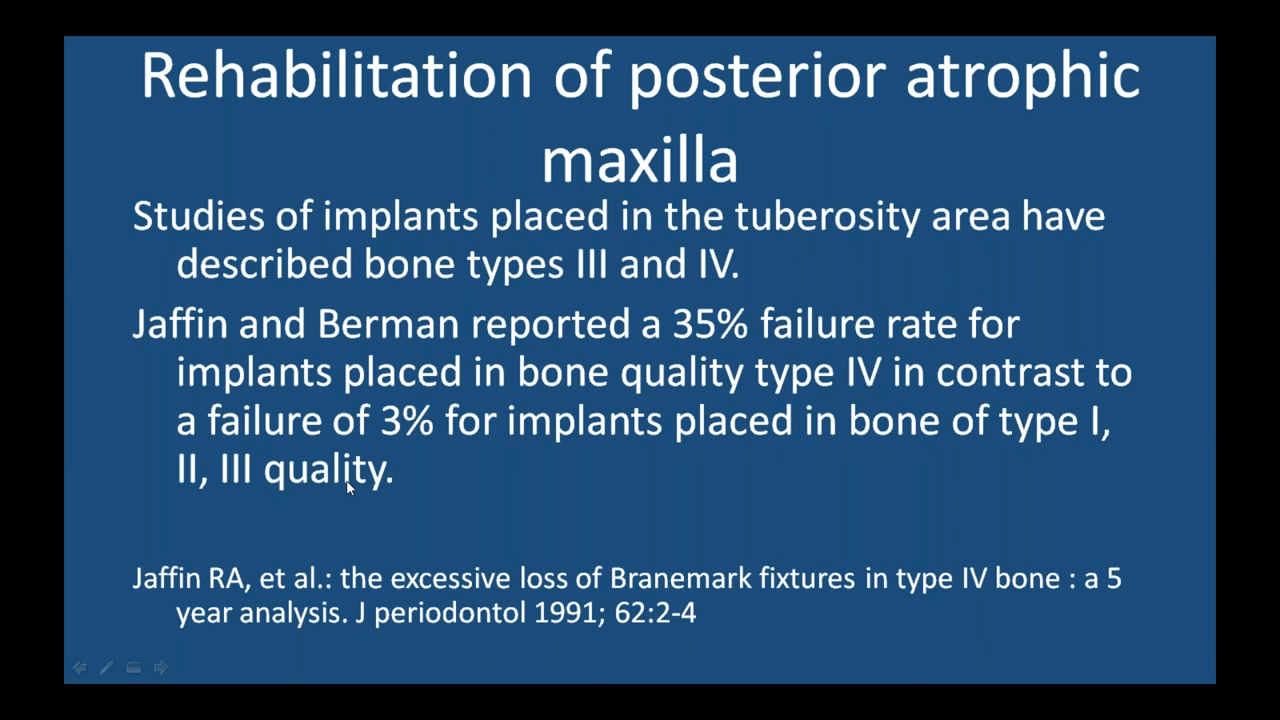 Rehabilitation of posterior atrophic
maxilla
Studies of implants placed in the tuberosity area have
described bone types III and IV.
Jaffin and Berman reported a 35% failure rate for
implants placed in bone quality type IV in contrast to
a failure of 3% for implants placed in bone of type I,
II, III quality.
Jaffin RA, et al.: the excessive loss of Branemark fixtures in type IV bone : a 5
year analysis. J periodontol 1991; 62:2-4